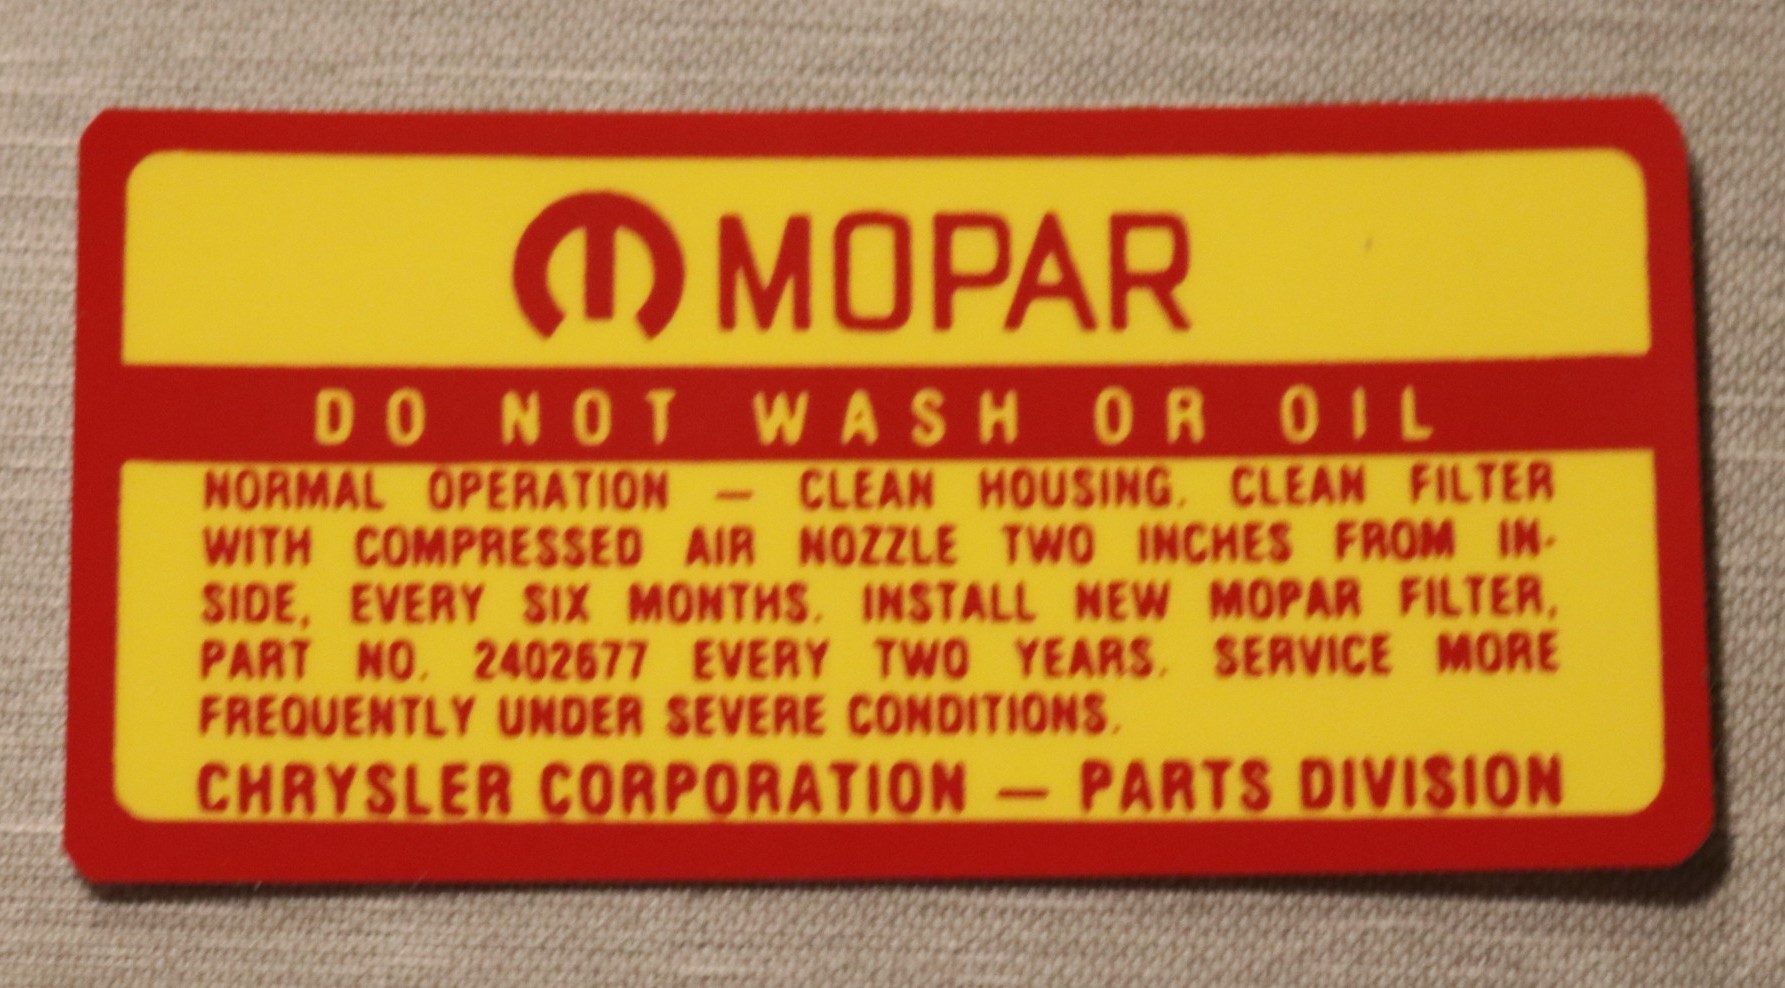 MOPAR
DO NOT WASH OR OIL
NORMAL OPERATION — CLEAN HOUSING. CLEAN FILTER
WITH COMPRESSED AIR NOZZLE TWO INCHES FROM IN-
SIDE, EVERY SIX MONTHS. INSTALL NEW MOPAR FILTER,
PART NO. 2402677 EVERY TWO YEARS. SERVICE MORE
FREQUENTLY UNDER SEVERE CONDITIONS.
CHRYSLER CORPORATION — PARTS DIVISION